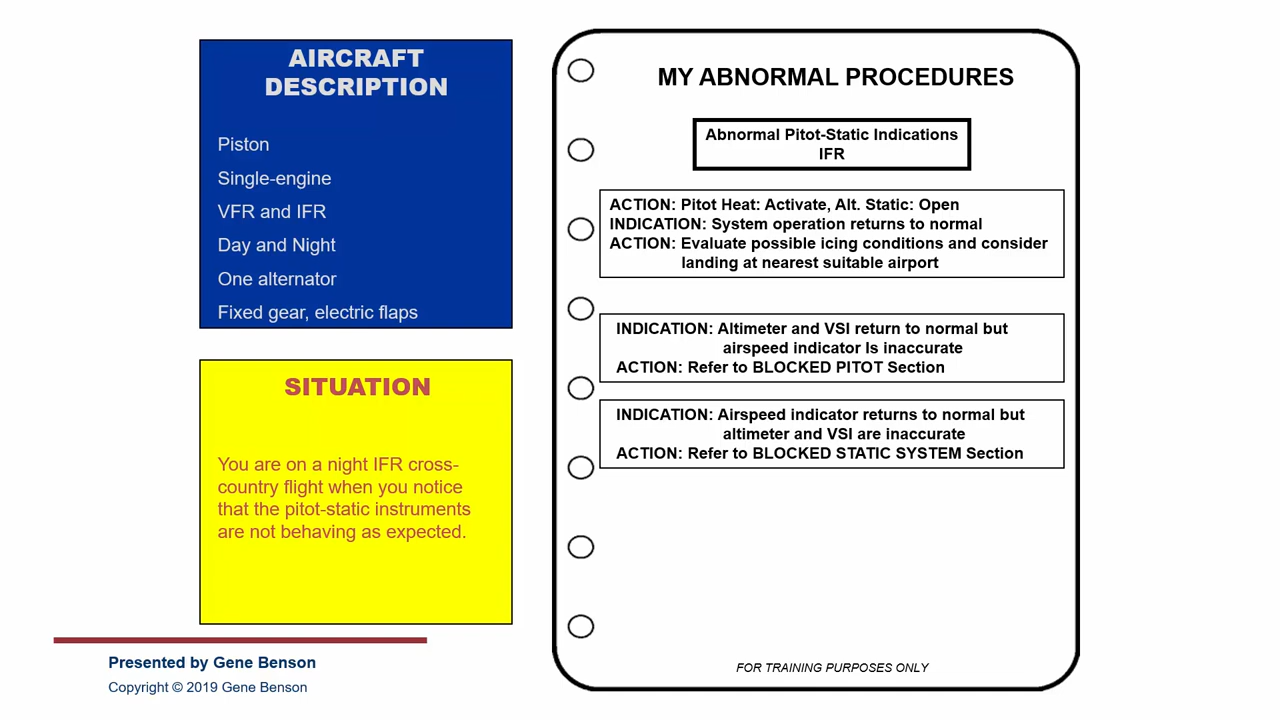 AIRCRAFT
DESCRIPTION
Piston
Single-engine
VFR and IFR
Day and Night
One alternator
Fixed gear, electric flaps
SITUATION
You are on a night IFR cross-
country flight when you notice
that the pitot-static instruments
are not behaving as expected.
Presented by Gene Benson
Copyright © 2019 Gene Benson
MY ABNORMAL PROCEDURES
Abnormal Pitot-Static Indications
IFR
ACTION: Pitot Heat: Activate, Alt. Static: Open
INDICATION: System operation returns to normal
ACTION: Evaluate possible icing conditions and consider
landing at nearest suitable airport
INDICATION: Altimeter and VSI return to normal but
airspeed indicator Is inaccurate
ACTION: Refer to BLOCKED PITOT Section
INDICATION: Airspeed indicator returns to normal but
altimeter and VSI are inaccurate
ACTION: Refer to BLOCKED STATIC SYSTEM Section
FOR TRAINING PURPOSES ONLY